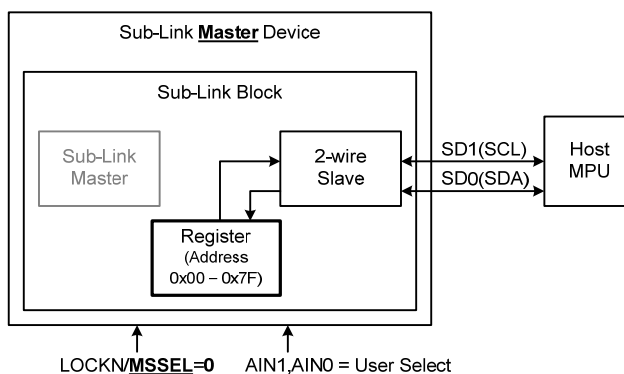 Sub-Link Master Device
Sub-Link Block
Sub-Link
Master
2-wire
Slave
SD1(SCL)
SD0(SDA)
Host
MPU
Register
(Address
0x00 – 0x7F)
LOCKN/MSSEL=0
AIN1,AIN0 = User Select